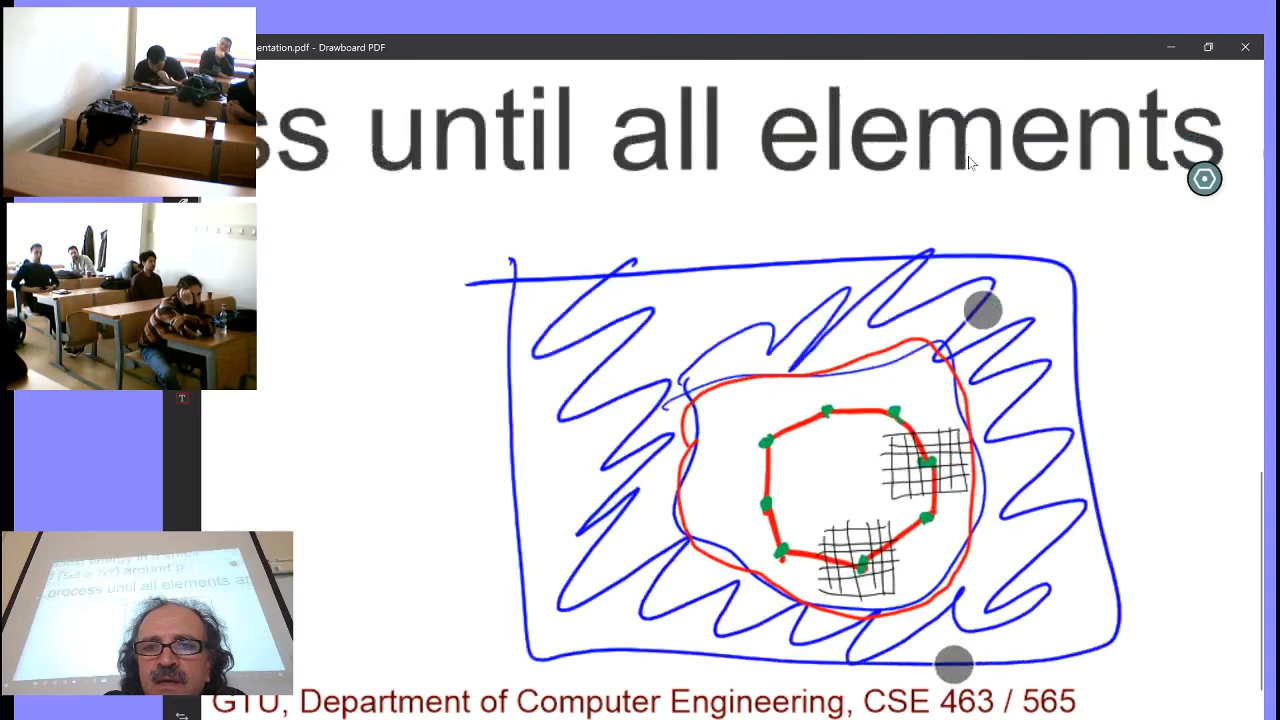 entation.pdf - Drawboard PDF
ss until all elements
T
around p.
process until all elements
GTU, Department of Computer Engineering, CSE 463 / 565